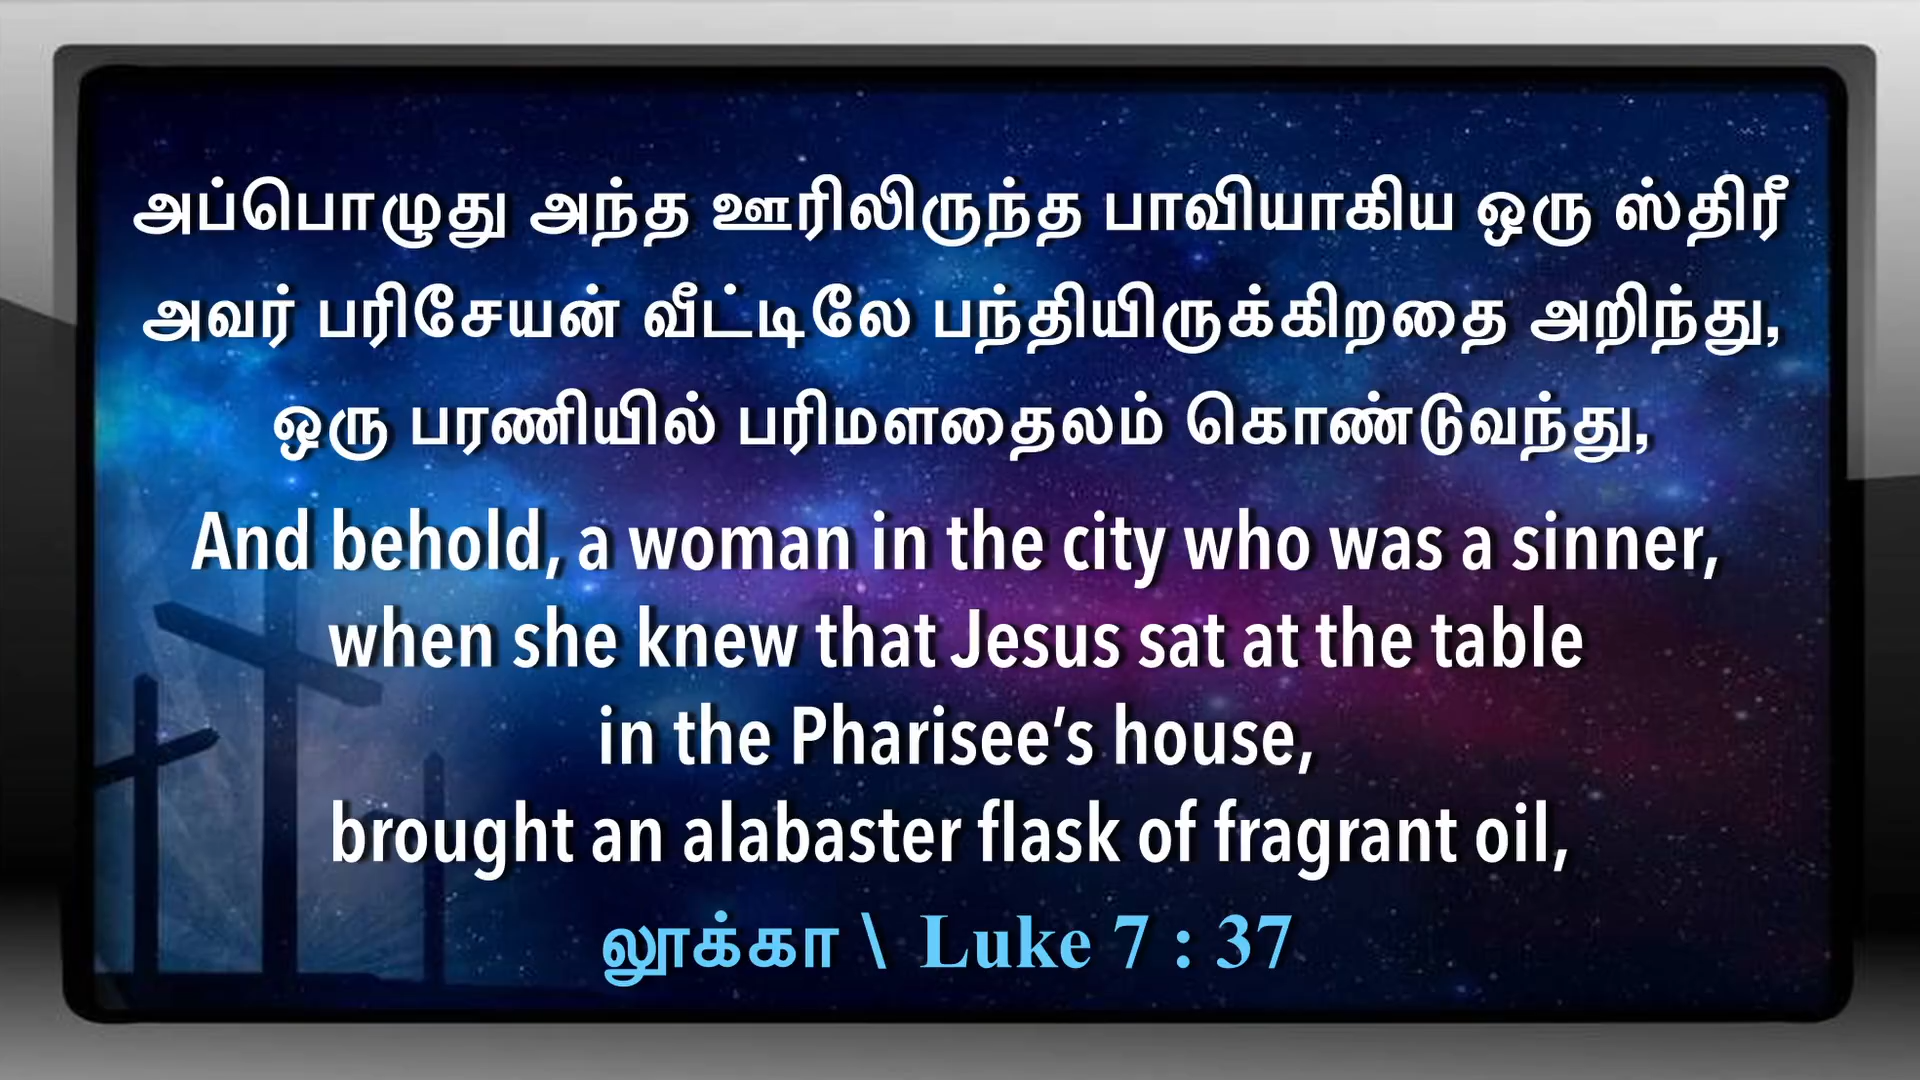 அப்பொழுது அந்த ஊரிலிருந்த பாவியாகிய ஒரு ஸ்திரீ
அவர் பரிசேயன் வீட்டிலே பந்தியிருக்கிறதை அறிந்து,
ஒரு பரணியில் பரிமளதைலம் கொண்டுவந்து,
And behold, a woman in the city who was a sinner,
when she knew that Jesus sat at the table
in the Pharisee‘s house,
brought an alabaster flask of fragrant oil,
லூக்கா \ Luke 7 : 37